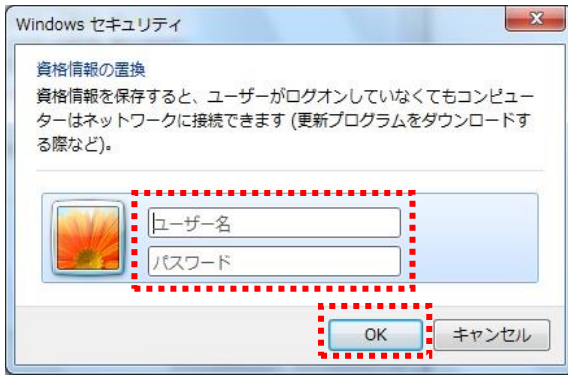 Windows セキュリティ
資格情報の置換
資格情報を保存すると、ユーザーがログオンしていなくてもコンピュー
ターはネットワークに接続できます (更新プログラムをダウンロードす
る際など)。
ユーザー名
パスワード
OK キャンセル